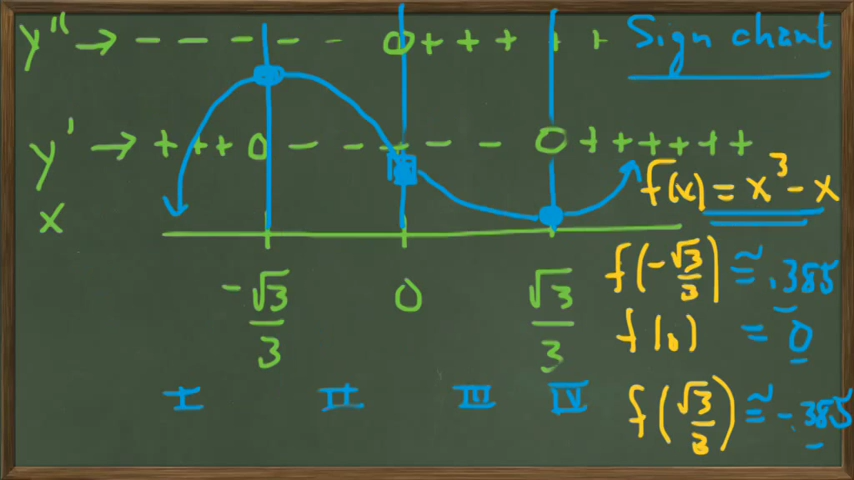 y'' → - - - - - - 0 + + + + + Sign chart
y' → + + + 0 - - - - - - 0 + + + + + +
x
f(x) = x³ - x
-√3/3 0 √3/3
f(-√3/3) ≅ .385
f(0) = 0
f(√3/3) ≅ -.385
I II III IV